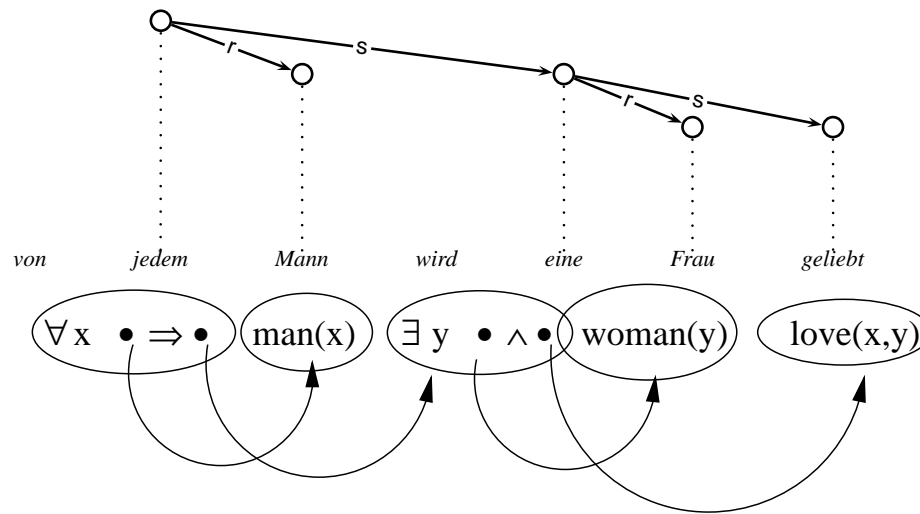 s
r
s
r
von jedem Mann wird eine Frau geliebt
∀ x • ⇒ • man(x) ∃ y • ∧ • woman(y) love(x,y)